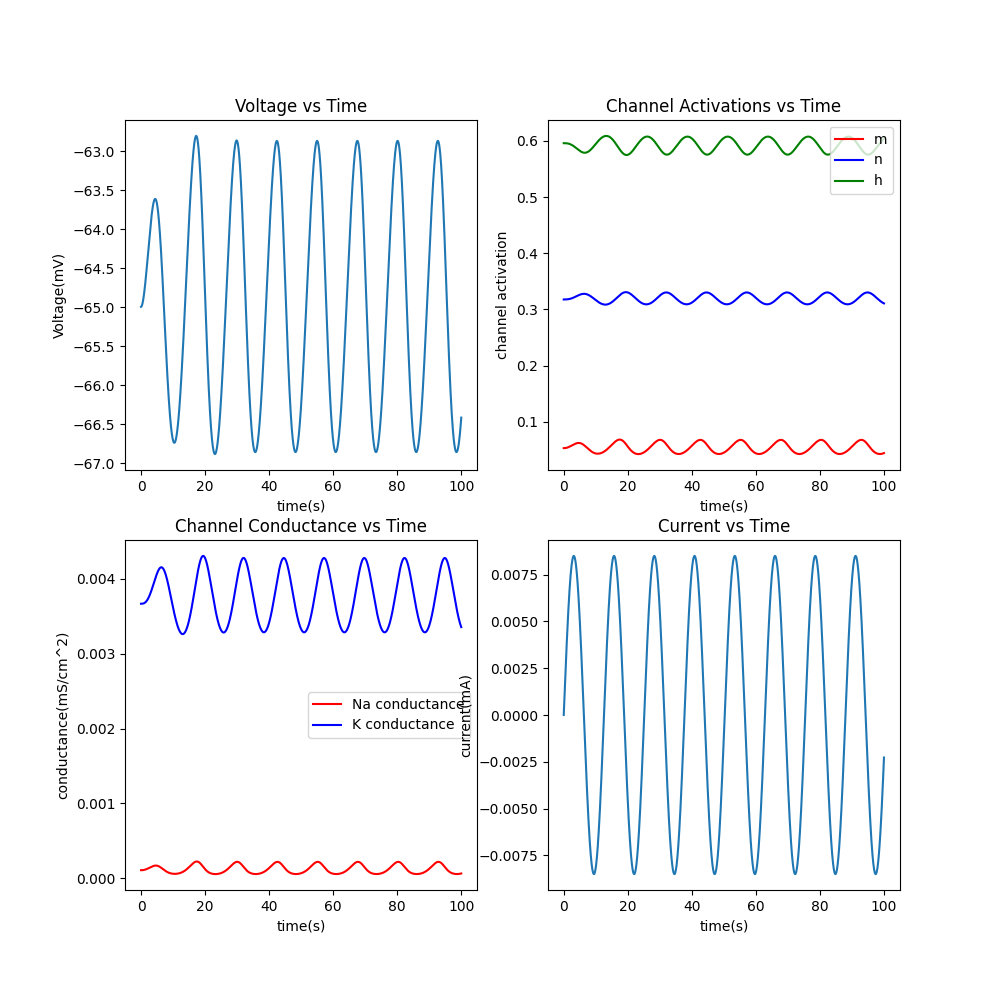 Voltage vs Time
Voltage(mV)
−63.0
−63.5
−64.0
−64.5
−65.0
−65.5
−66.0
−66.5
−67.0
0 20 40 60 80 100
time(s)
Channel Activations vs Time
channel activation
0.6
0.5
0.4
0.3
0.2
0.1
m
n
h
0 20 40 60 80 100
time(s)
Channel Conductance vs Time
conductance(mS/cm^2)
0.004
0.003
0.002
0.001
0.000
Na conductance
K conductance
0 20 40 60 80 100
time(s)
Current vs Time
current(mA)
0.0075
0.0050
0.0025
0.0000
−0.0025
−0.0050
−0.0075
0 20 40 60 80 100
time(s)